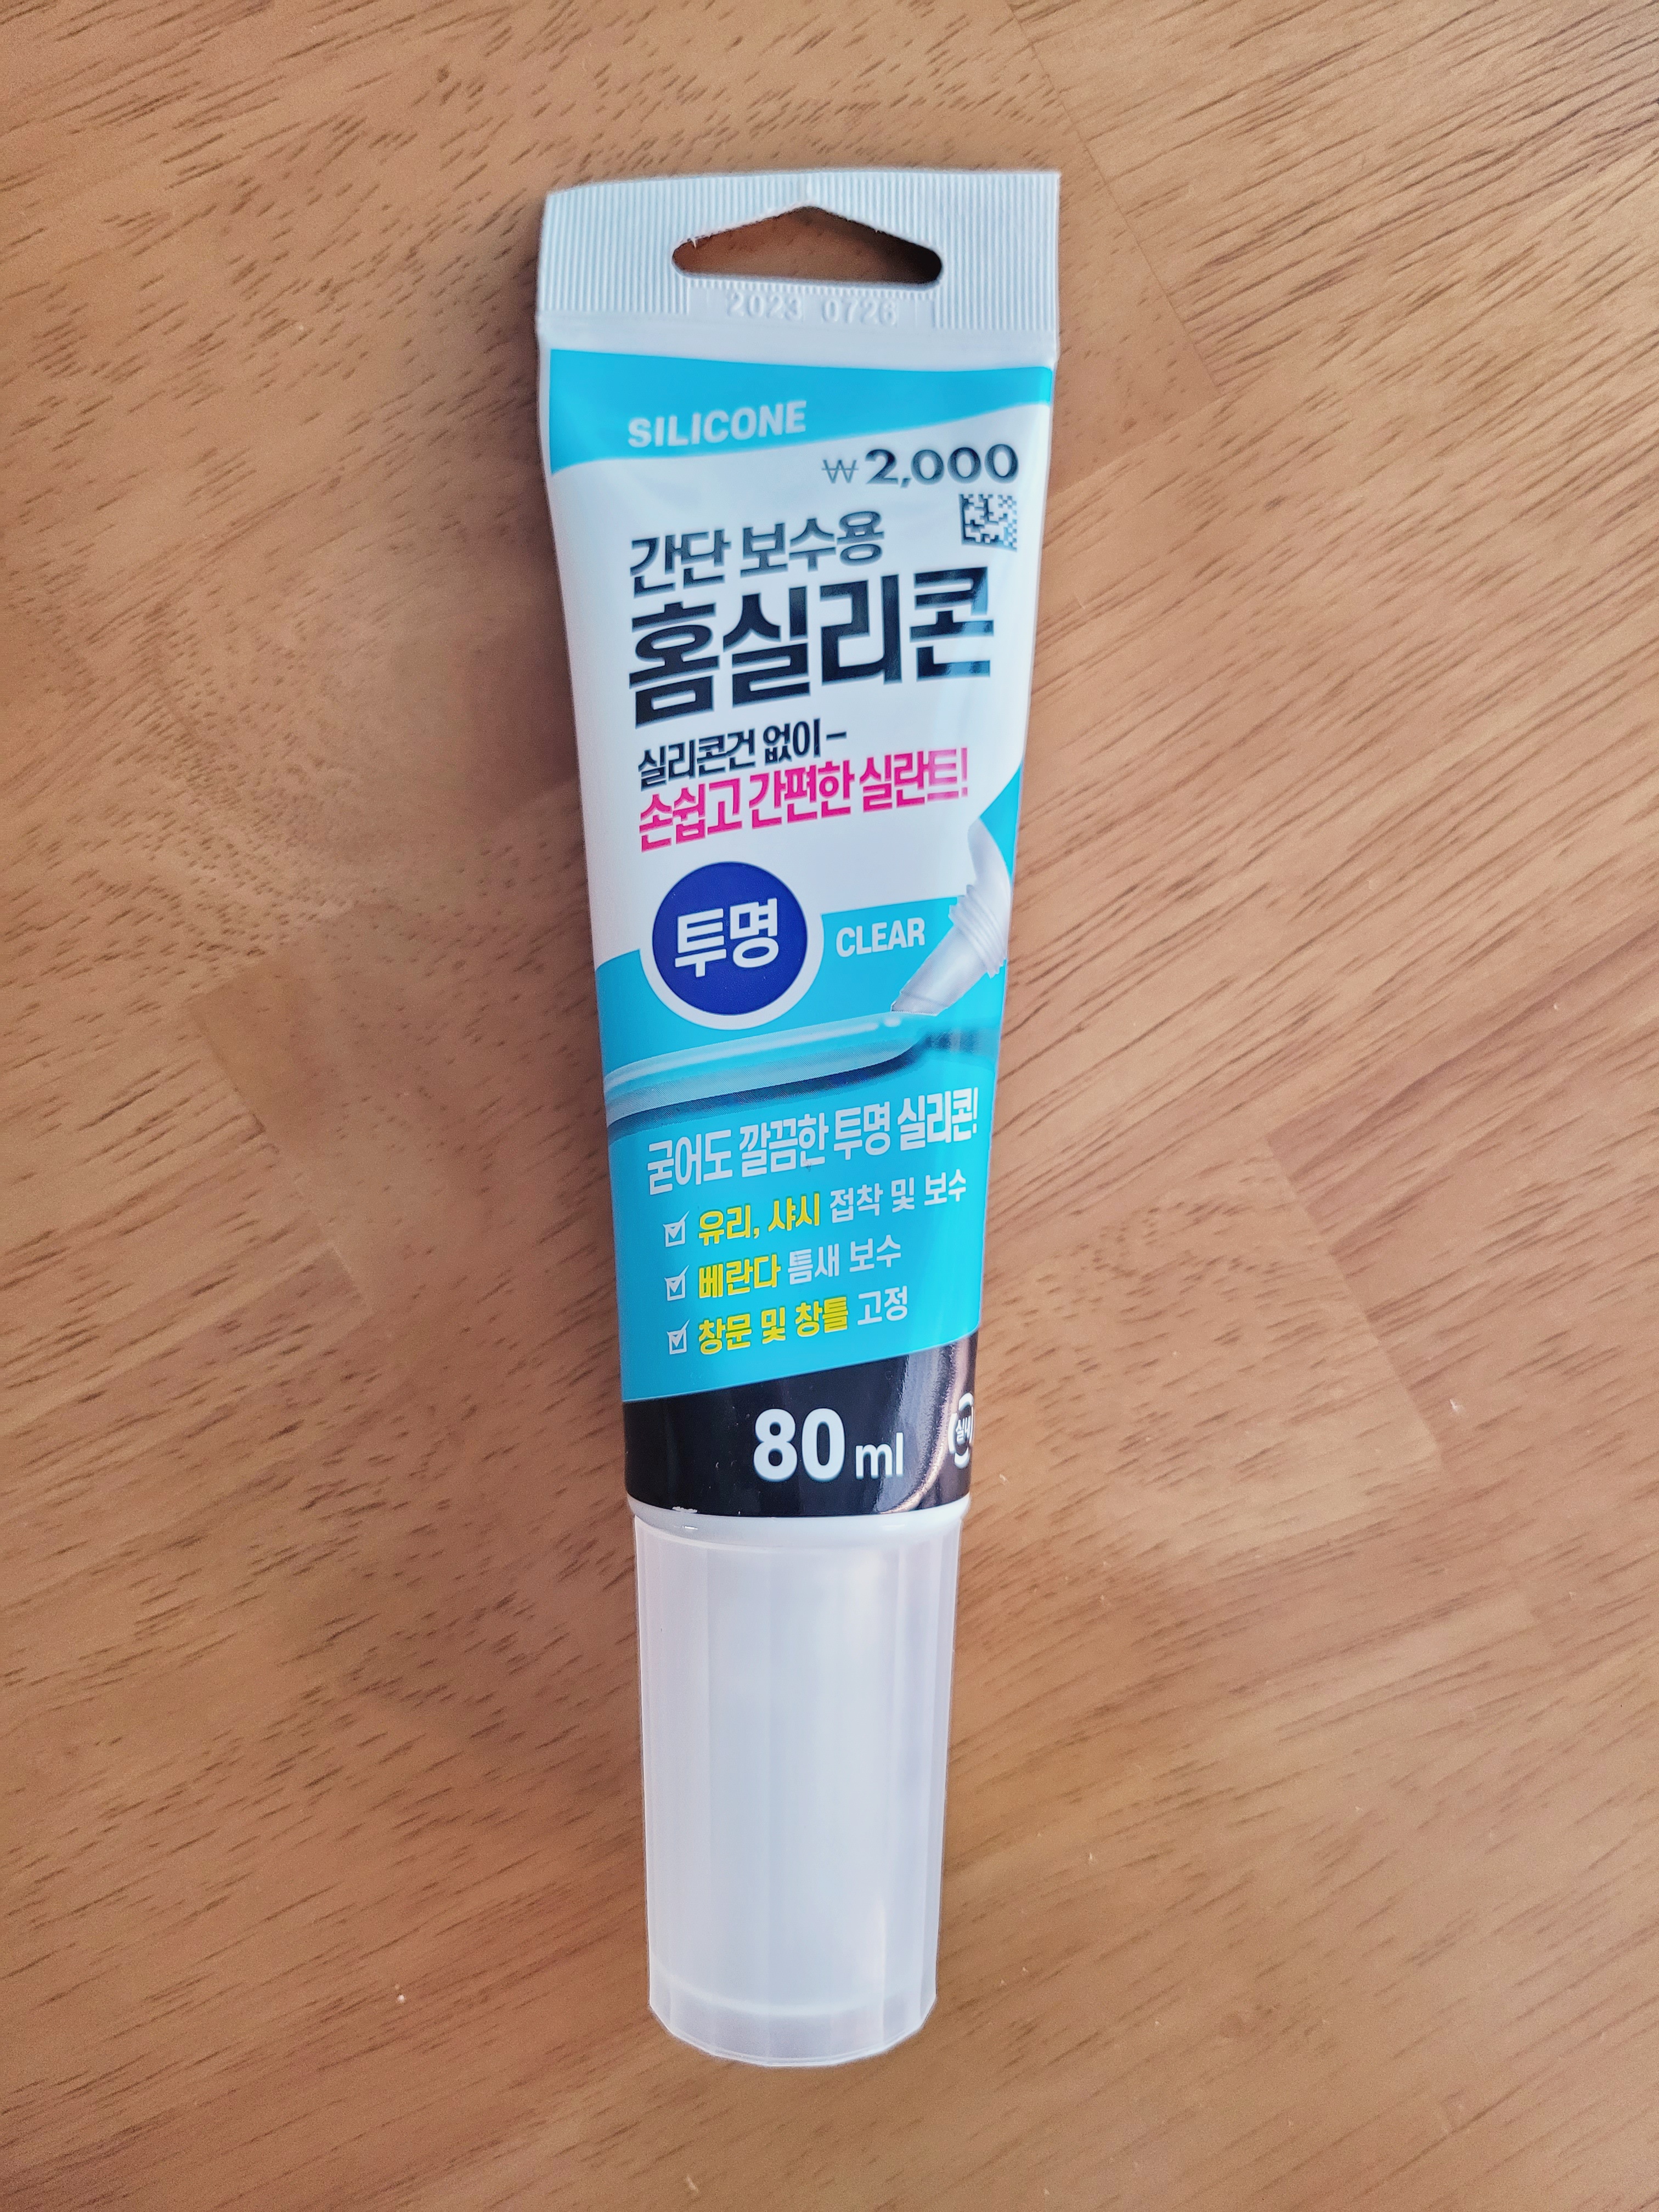 2023 0726
SILICONE
₩2,000
간단 보수용
홈실리콘
실리콘건 없이–
손쉽고 간편한 실란트!
투명
CLEAR
굳어도 깔끔한 투명 실리콘!
유리, 샤시 접착 및 보수
베란다 틈새 보수
창문 및 창틀 고정
80 ml